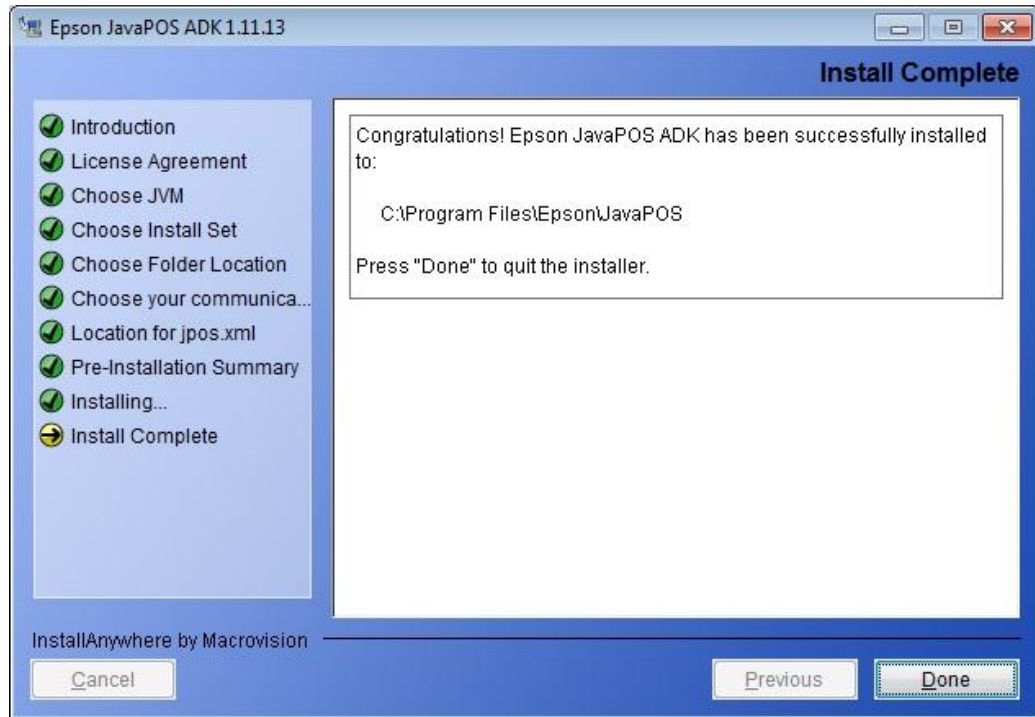 Epson JavaPOS ADK 1.11.13
Install Complete
Introduction
License Agreement
Choose JVM
Choose Install Set
Choose Folder Location
Choose your communica...
Location for jpos.xml
Pre-Installation Summary
Installing...
Install Complete
Congratulations! Epson JavaPOS ADK has been successfully installed
to:
C:\Program Files\Epson\JavaPOS
Press "Done" to quit the installer.
InstallAnywhere by Macrovision
Cancel
Previous
Done